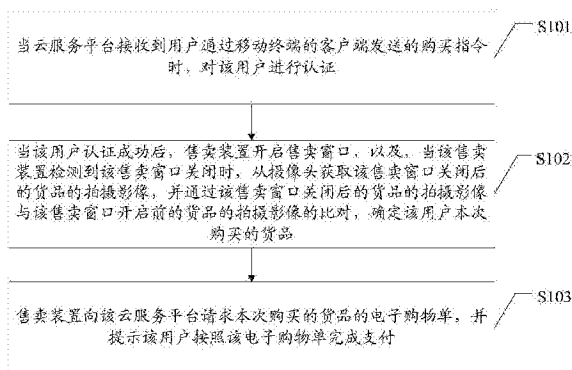 当云服务平台接收到用户通过移动终端的客户端发送的购买指令
时，对该用户进行认证
S101
当该用户认证成功后，售卖装置开启售卖窗口，以及，当该售卖
装置检测到该售卖窗口关闭时，从摄像头获取该售卖窗口关闭后
的货品的拍摄影像，并通过该售卖窗口关闭后的货品的拍摄影像
与该售卖窗口开启前的货品的拍摄影像的比对，确定该用户本次
购买的货品
S102
售卖装置向该云服务平台请求本次购买的货品的电子购物单，并
提示该用户按照该电子购物单完成支付
S103